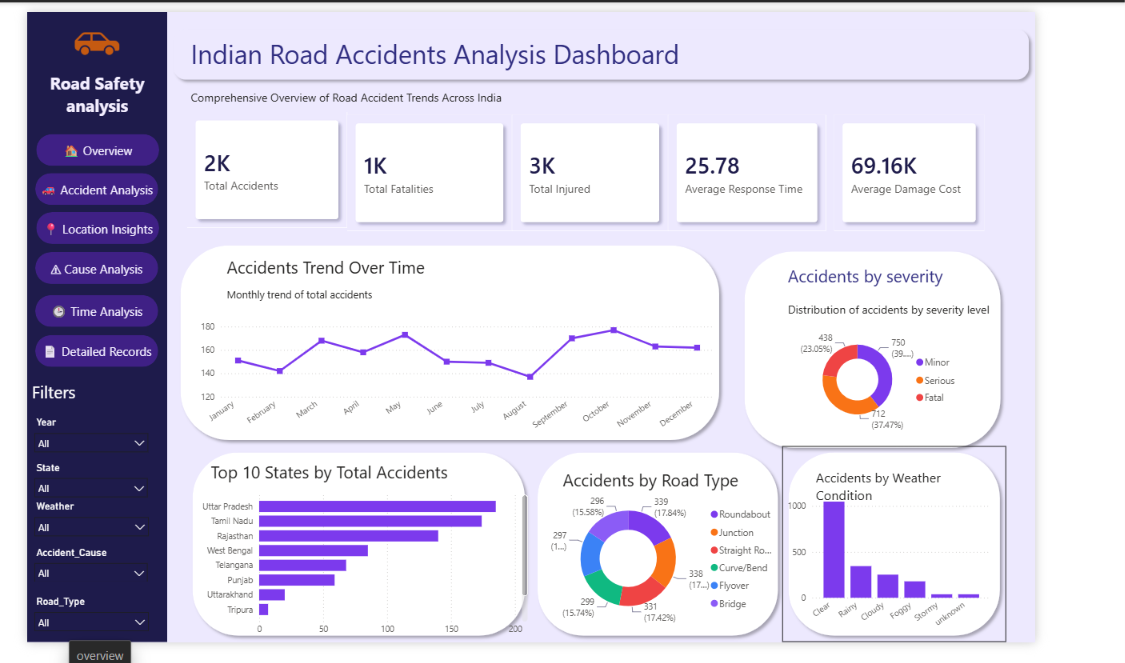 Road Safety
analysis
Overview
Accident Analysis
Location Insights
Cause Analysis
Time Analysis
Detailed Records
Filters
Year
All
State
All
Weather
All
Accident_Cause
All
Road_Type
All
overview
Indian Road Accidents Analysis Dashboard
Comprehensive Overview of Road Accident Trends Across India
2K
Total Accidents
1K
Total Fatalities
3K
Total Injured
25.78
Average Response Time
69.16K
Average Damage Cost
Accidents Trend Over Time
Monthly trend of total accidents
180
160
140
120
January
February
March
April
May
June
July
August
September
October
November
December
Accidents by severity
Distribution of accidents by severity level
438
(23.05%)
750
(39....)
712
(37.47%)
Minor
Serious
Fatal
Top 10 States by Total Accidents
Uttar Pradesh
Tamil Nadu
Rajasthan
West Bengal
Telangana
Punjab
Uttarakhand
Tripura
0 50 100 150 200
Accidents by Road Type
296
(15.58%)
339
(17.84%)
297
(1...)
338
(17...)
299
(15.74%)
331
(17.42%)
Roundabout
Junction
Straight Ro...
Curve/Bend
Flyover
Bridge
Accidents by Weather
Condition
1000
500
0
Clear
Rainy
Cloudy
Foggy
Stormy
unknown